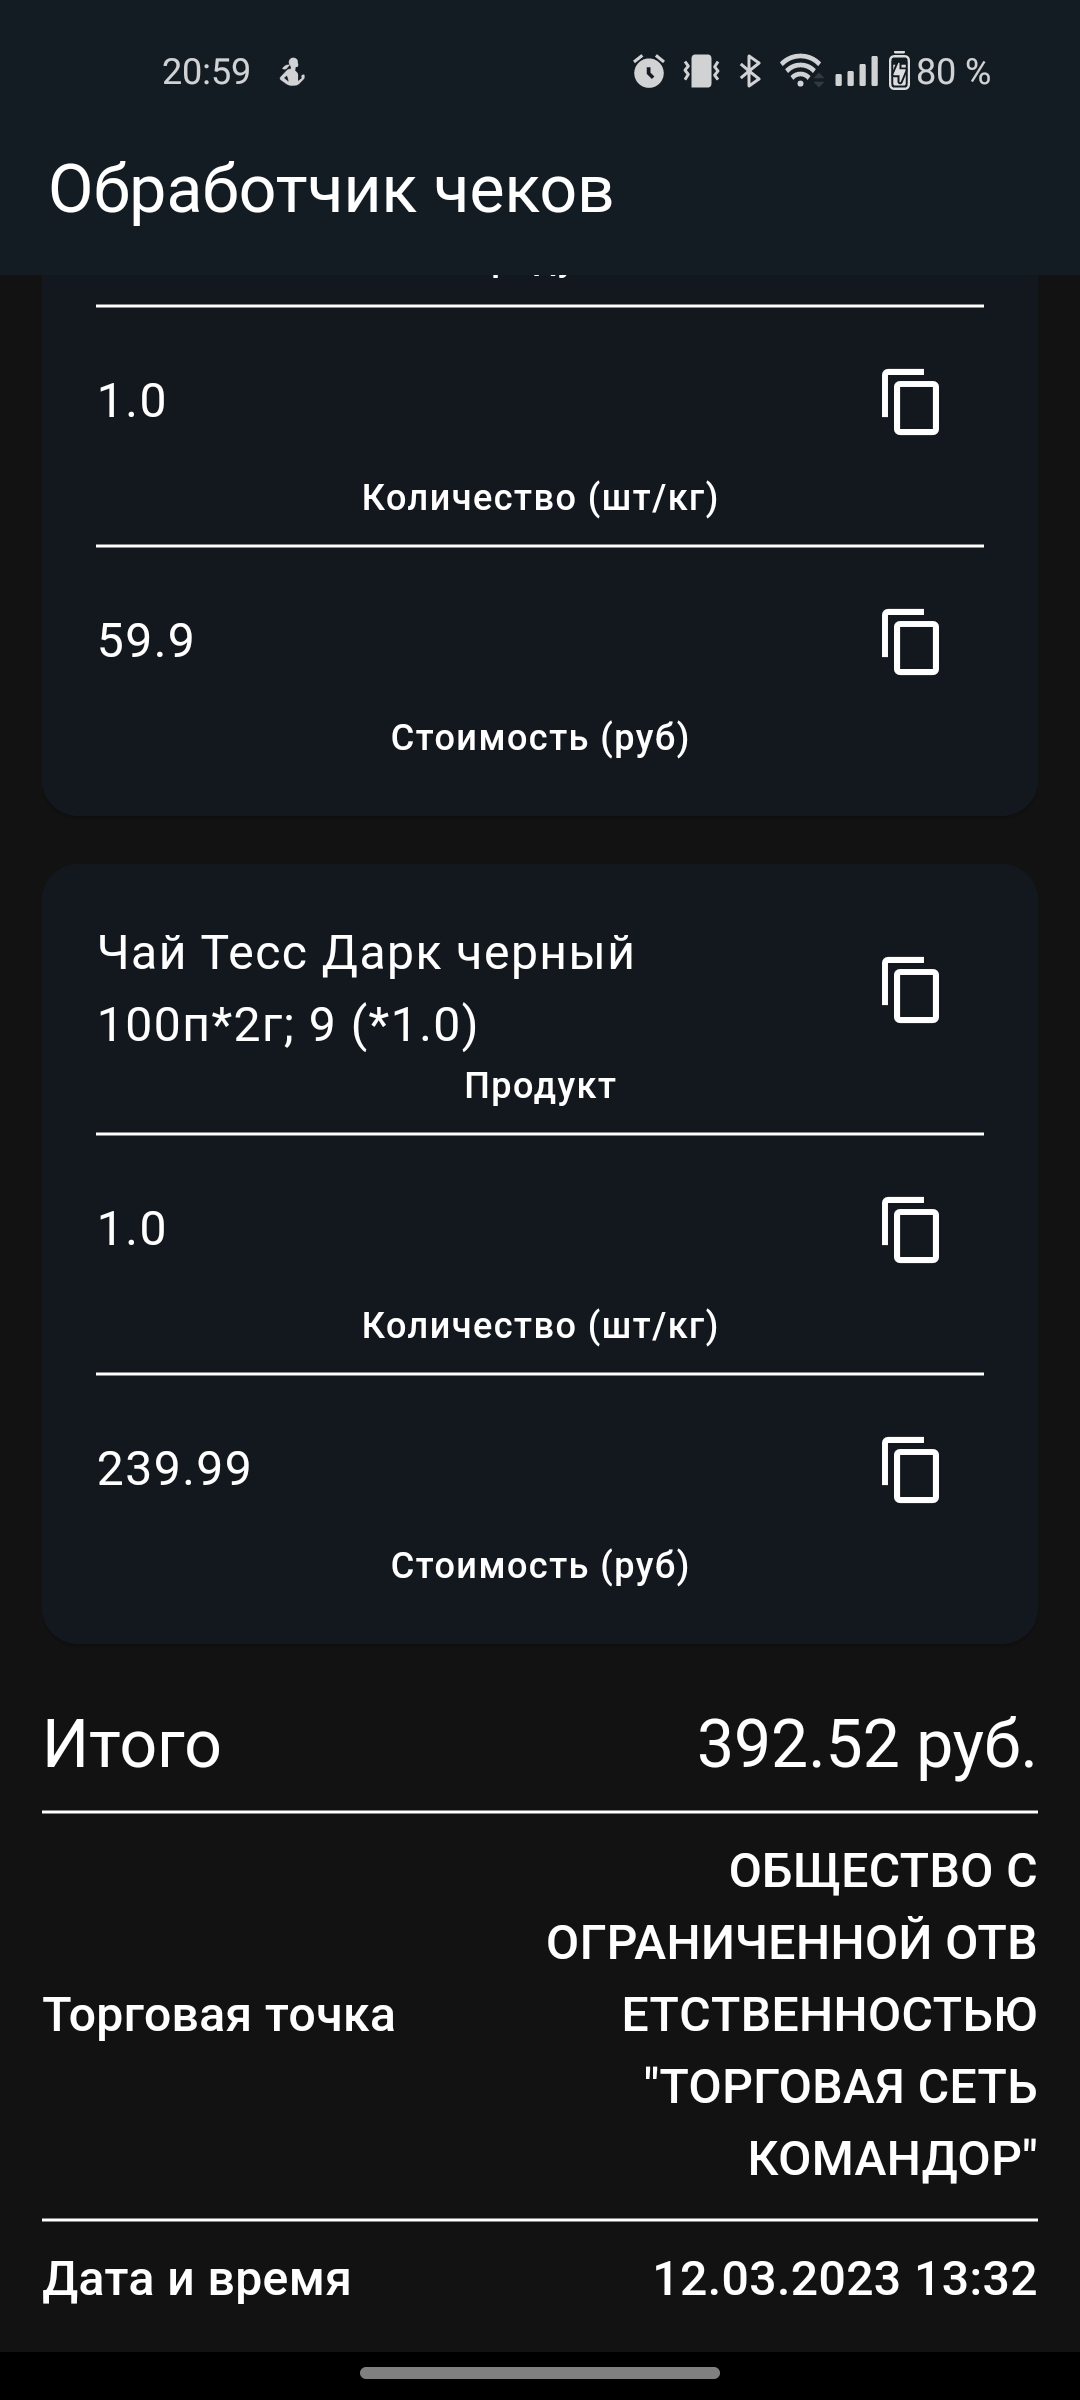 20:59
80 %
Обработчик чеков
1.0
Количество (шт/кг)
59.9
Стоимость (руб)
Чай Тесс Дарк черный
100п*2г; 9 (*1.0)
Продукт
1.0
Количество (шт/кг)
239.99
Стоимость (руб)
Итого 392.52 руб.
ОБЩЕСТВО С
ОГРАНИЧЕННОЙ ОТВ
Торговая точка ЕТСТВЕННОСТЬЮ
"ТОРГОВАЯ СЕТЬ
КОМАНДОР"
Дата и время 12.03.2023 13:32